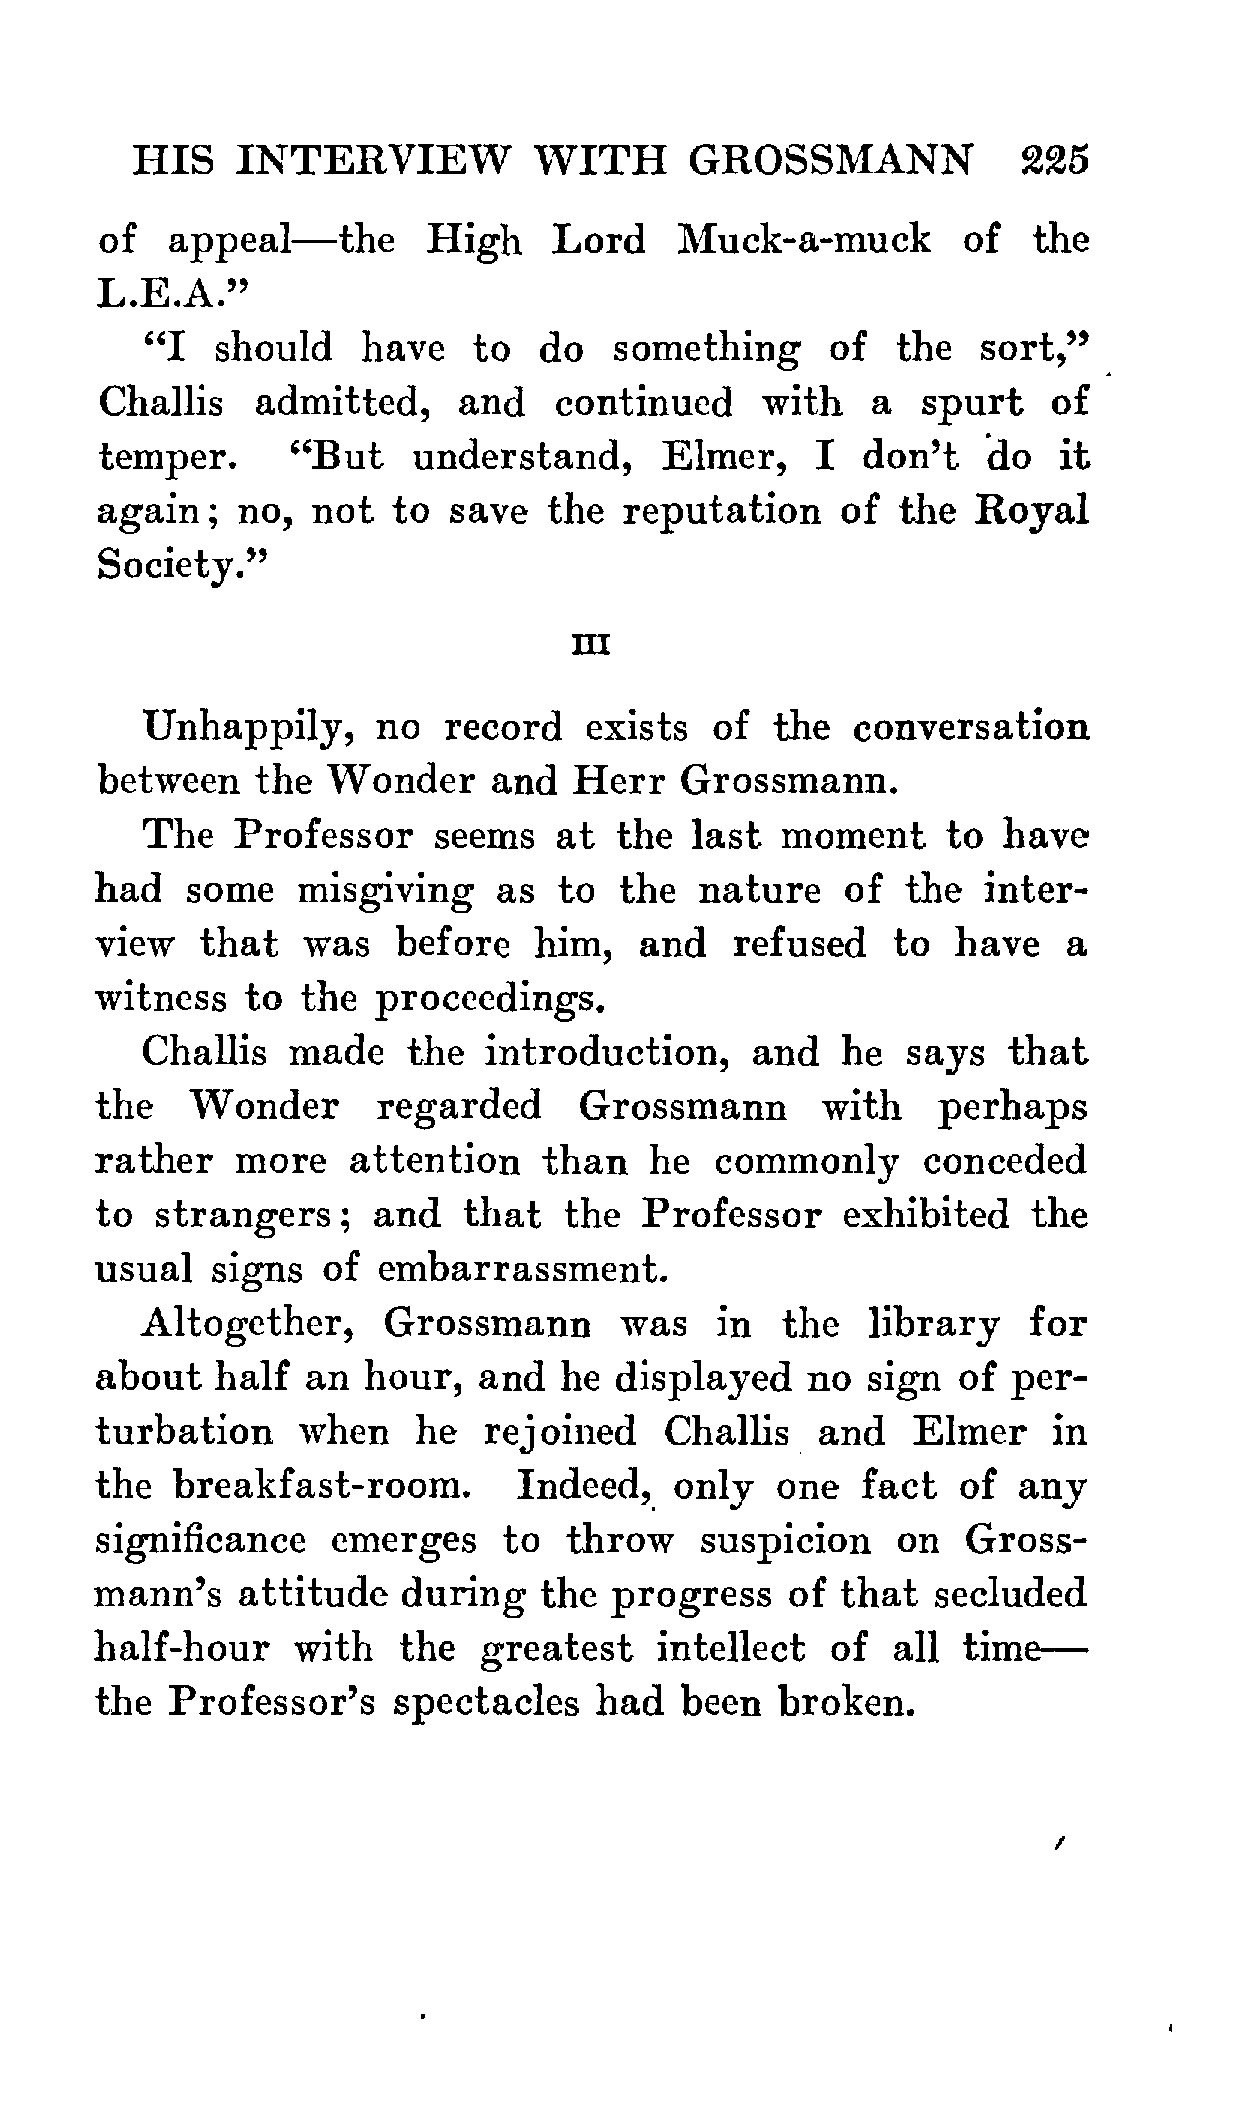 HIS INTERVIEW WITH GROSSMANN 225
of appeal—the High Lord Muck-a-muck of the
L.E.A."
"I should have to do something of the sort,"
Challis admitted, and continued with a spurt of
temper. "But understand, Elmer, I don't do it
again; no, not to save the reputation of the Royal
Society."
III
Unhappily, no record exists of the conversation
between the Wonder and Herr Grossmann.
The Professor seems at the last moment to have
had some misgiving as to the nature of the inter-
view that was before him, and refused to have a
witness to the proceedings.
Challis made the introduction, and he says that
the Wonder regarded Grossmann with perhaps
rather more attention than he commonly conceded
to strangers; and that the Professor exhibited the
usual signs of embarrassment.
Altogether, Grossmann was in the library for
about half an hour, and he displayed no sign of per-
turbation when he rejoined Challis and Elmer in
the breakfast-room. Indeed, only one fact of any
significance emerges to throw suspicion on Gross-
mann's attitude during the progress of that secluded
half-hour with the greatest intellect of all time—
the Professor's spectacles had been broken.